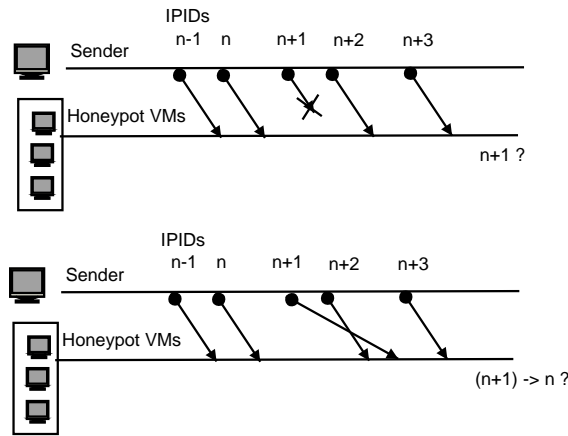 IPIDs
n-1 n n+1 n+2 n+3
Sender
Honeypot VMs
n+1 ?
IPIDs
n-1 n n+1 n+2 n+3
Sender
Honeypot VMs
(n+1) -> n ?